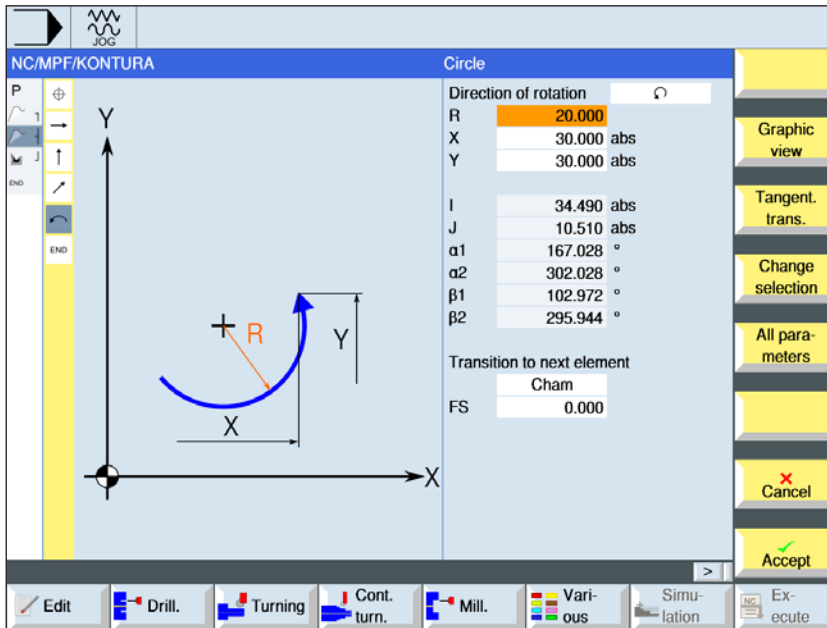 JOG
NC/MPF/KONTURA
Circle
P
END
END
Y
X
R
Y
X
Direction of rotation
R 20.000
X 30.000 abs
Y 30.000 abs
I 34.490 abs
J 10.510 abs
α1 167.028 °
α2 302.028 °
β1 102.972 °
β2 295.944 °
Transition to next element
Cham
FS 0.000
Graphic
view
Tangent.
trans.
Change
selection
All para-
meters
Cancel
Accept
>
Edit
Drill.
Turning
Cont.
turn.
Mill.
Vari-
ous
Simu-
lation
NC
Ex-
ecute